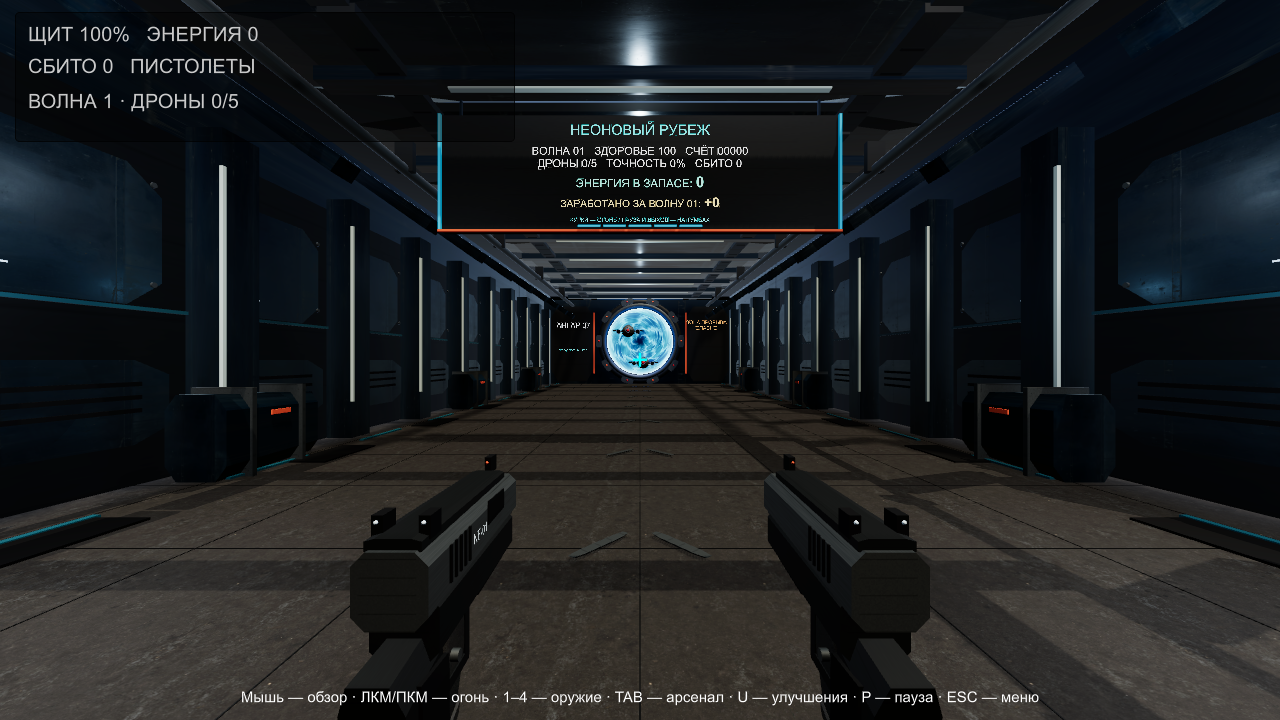 ЩИТ 100% ЭНЕРГИЯ 0
СБИТО 0 ПИСТОЛЕТЫ
ВОЛНА 1 · ДРОНЫ 0/5
НЕОНОВЫЙ РУБЕЖ
ВОЛНА 01 ЗДОРОВЬЕ 100 СЧЁТ 00000
ДРОНЫ 0/5 ТОЧНОСТЬ 0% СБИТО 0
ЭНЕРГИЯ В ЗАПАСЕ: 0
ЗАРАБОТАНО ЗА ВОЛНУ 01: +0
АНГАР 07
Мышь — обзор · ЛКМ/ПКМ — огонь · 1–4 — оружие · TAB — арсенал · U — улучшения · P — пауза · ESC — меню